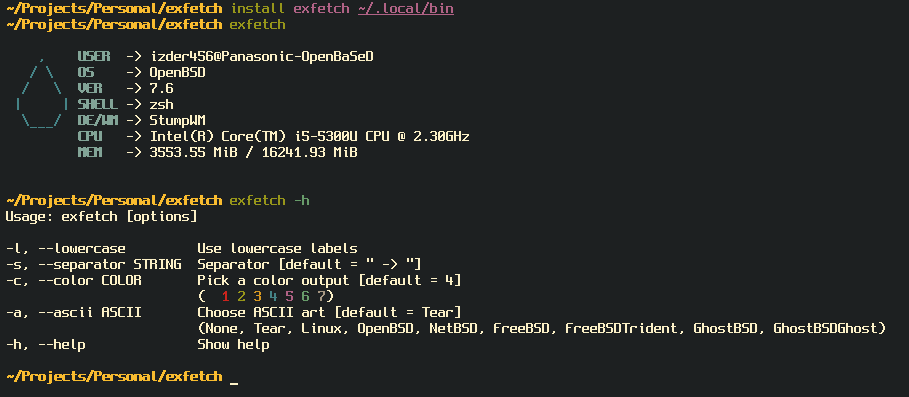 ~/Projects/Personal/exfetch install exfetch ~/.local/bin
~/Projects/Personal/exfetch exfetch
USER -> izder456@Panasonic-OpenBaSeD
OS -> OpenBSD
VER -> 7.6
SHELL -> zsh
DE/WM -> StumpWM
CPU -> Intel(R) Core(TM) i5-5300U CPU @ 2.30GHz
MEM -> 3553.55 MiB / 16241.93 MiB
~/Projects/Personal/exfetch exfetch -h
Usage: exfetch [options]
-l, --lowercase Use lowercase labels
-s, --separator STRING Separator [default = " -> "]
-c, --color COLOR Pick a color output [default = 4]
( 1 2 3 4 5 6 7)
-a, --ascii ASCII Choose ASCII art [default = Tear]
(None, Tear, Linux, OpenBSD, NetBSD, FreeBSD, FreeBSDTrident, GhostBSD, GhostBSDGhost)
-h, --help Show help
~/Projects/Personal/exfetch _